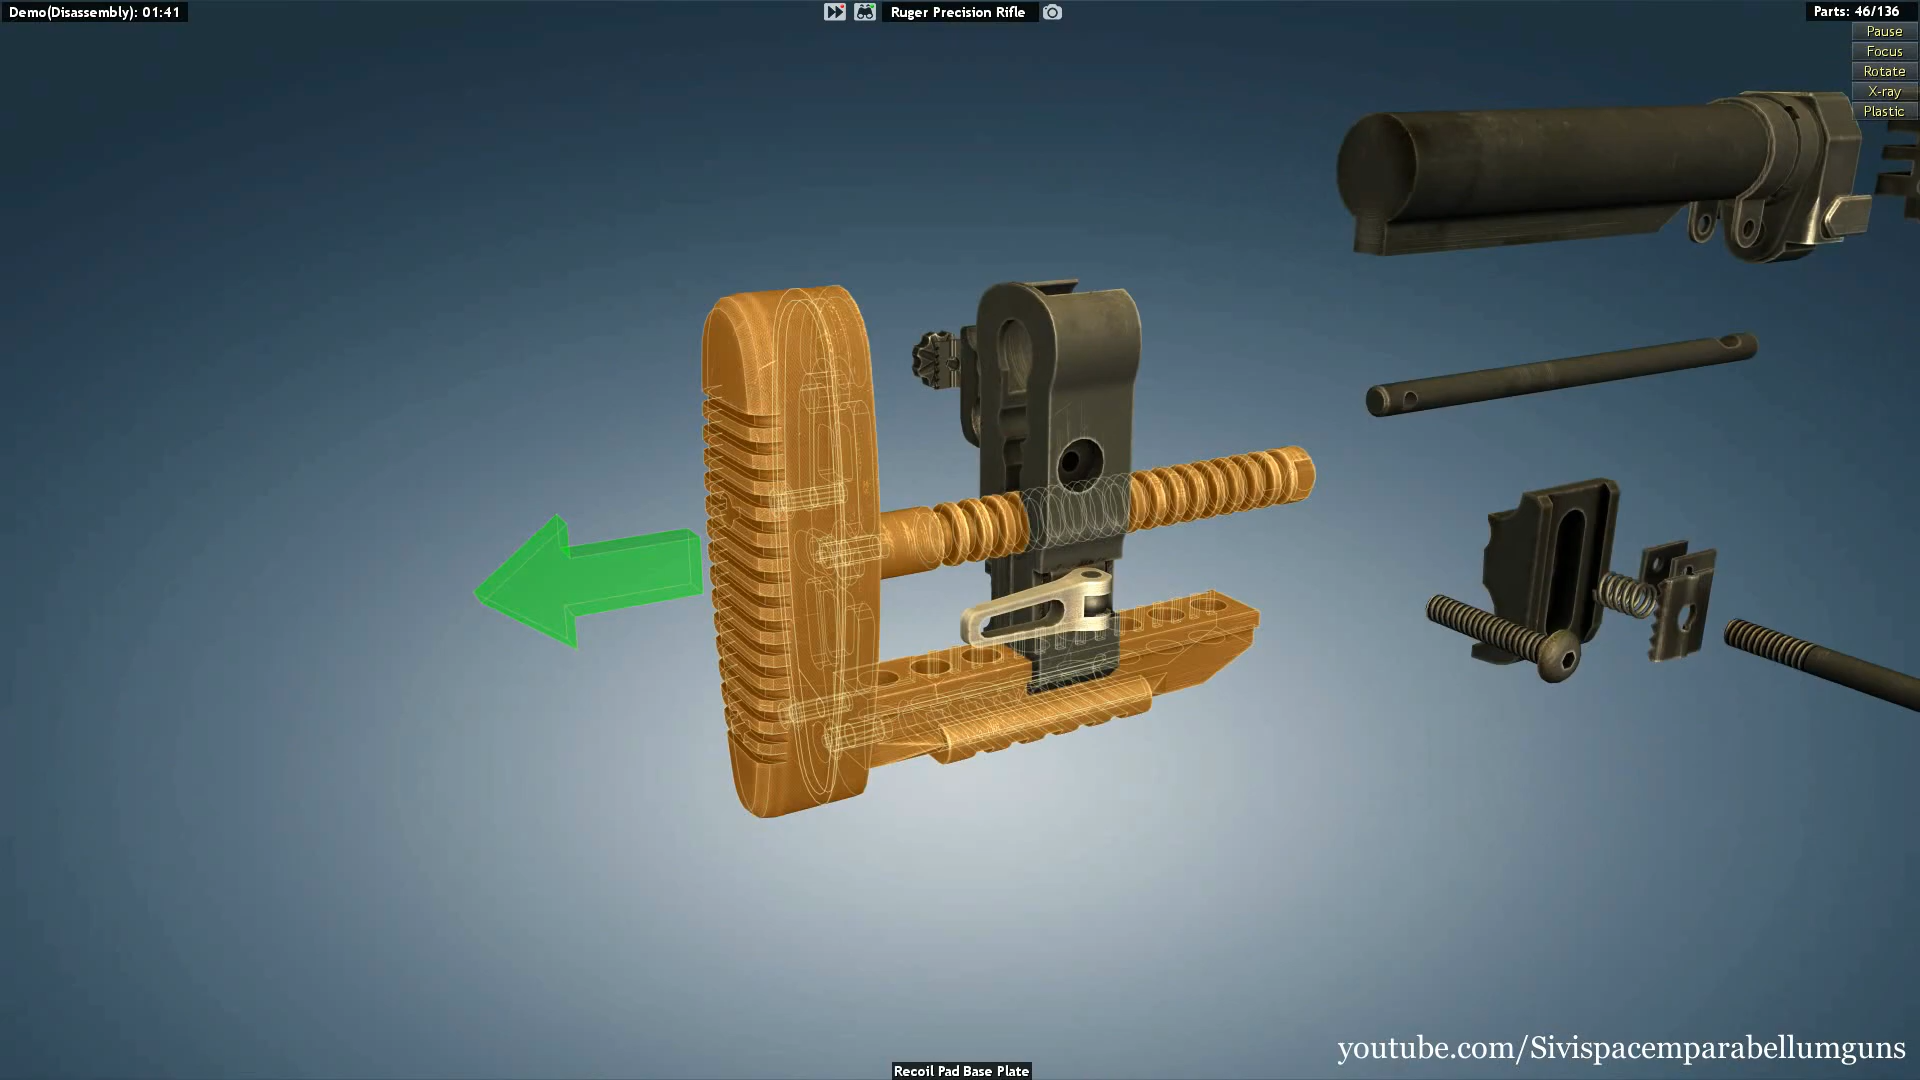 Demo(Disassembly): 01:41
Ruger Precision Rifle
Parts: 46/136
Pause
Focus
Rotate
X-ray
Plastic
youtube.com/Sivispacemparabellumguns
Recoil Pad Base Plate